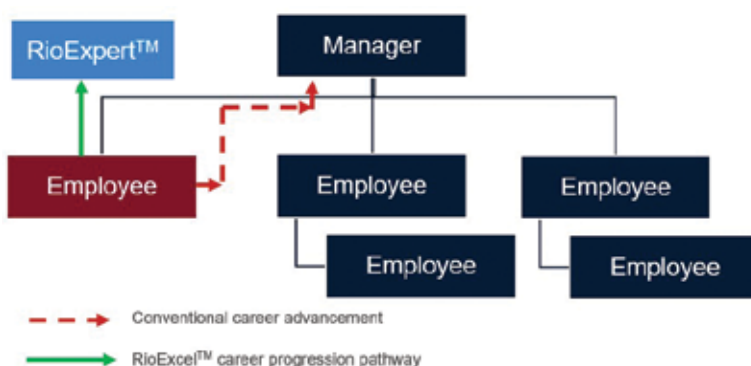 RioExpert™
Manager
Employee
Employee
Employee
Employee
Employee
Conventional career advancement
RioExcel™ career progression pathway